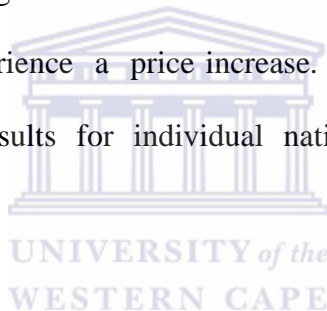 rience a price increase.
sults for individual nati
UNIVERSITY of the
WESTERN CAPE